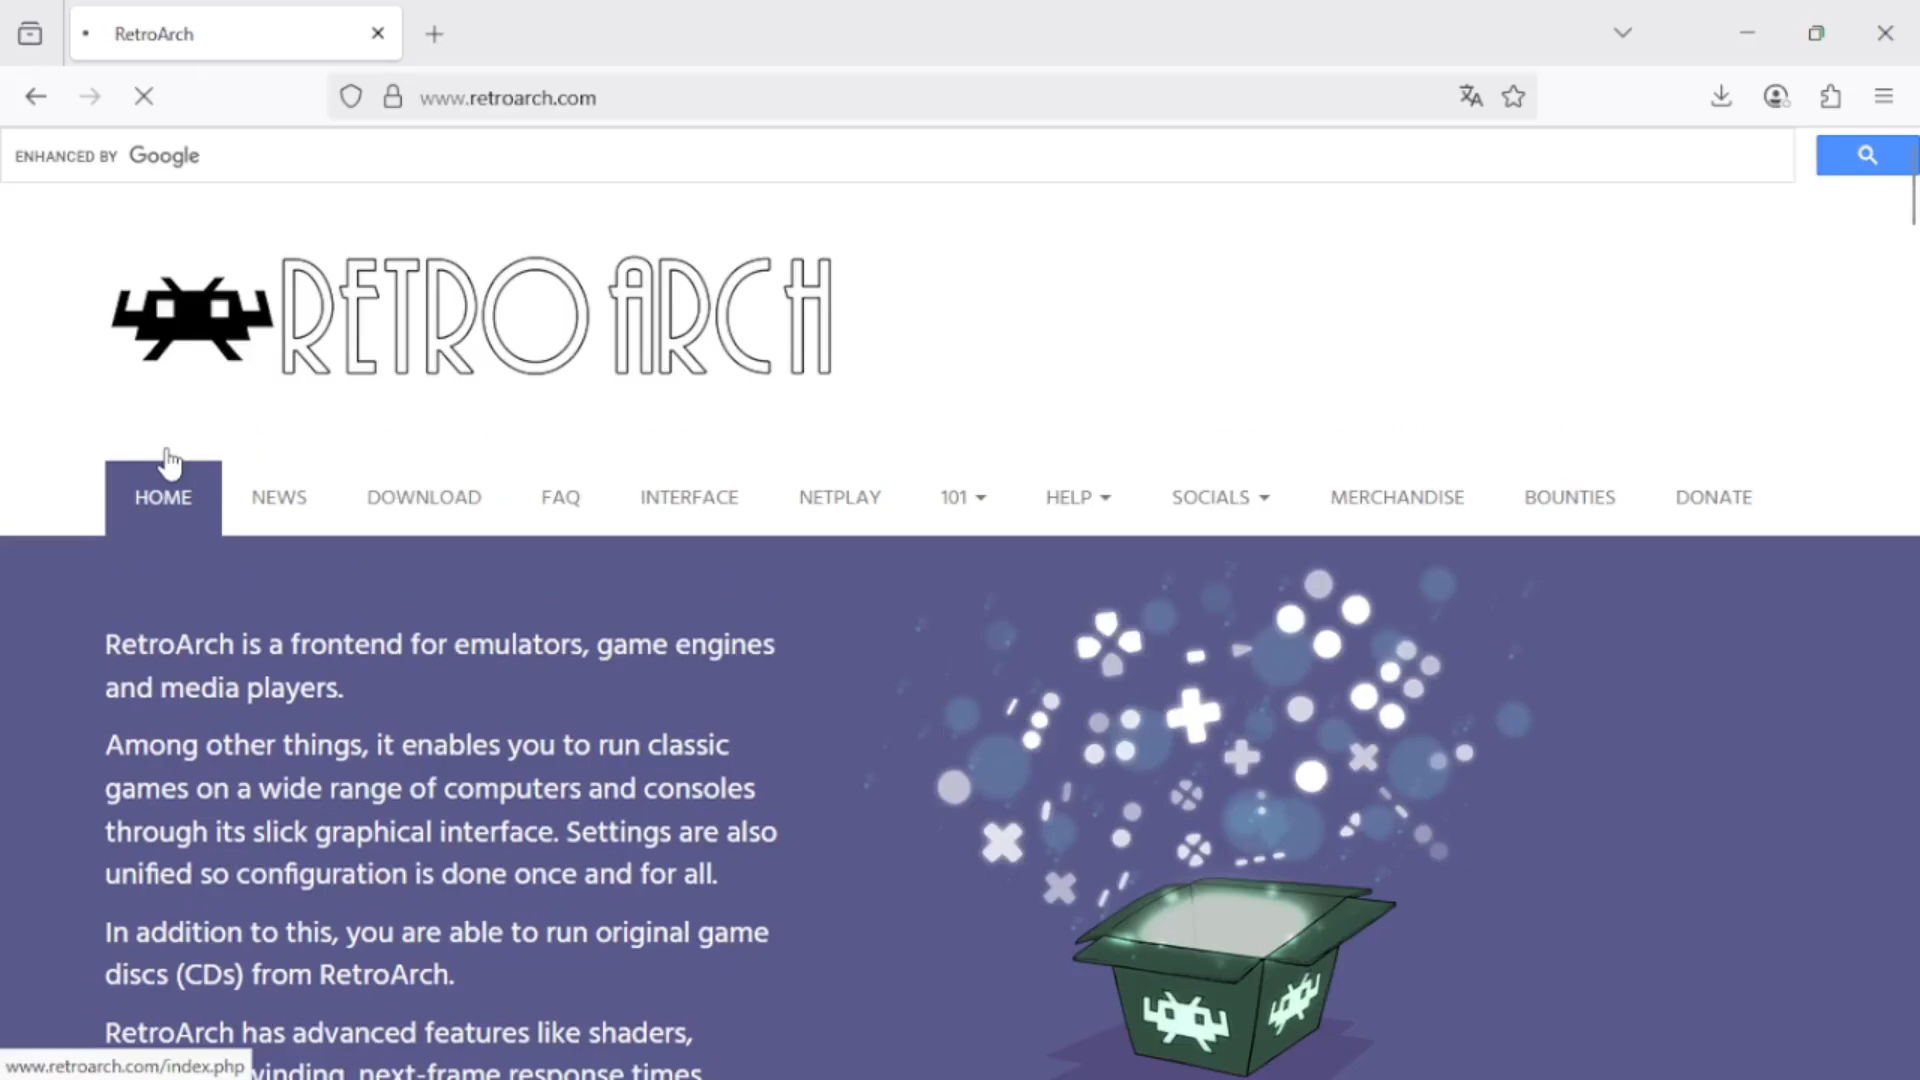 RetroArch
www.retroarch.com
ENHANCED BY Google
RETRO ARCH
HOME NEWS DOWNLOAD FAQ INTERFACE NETPLAY 101 HELP SOCIALS MERCHANDISE BOUNTIES DONATE
RetroArch is a frontend for emulators, game engines
and media players.
Among other things, it enables you to run classic
games on a wide range of computers and consoles
through its slick graphical interface. Settings are also
unified so configuration is done once and for all.
In addition to this, you are able to run original game
discs (CDs) from RetroArch.
RetroArch has advanced features like shaders,
next-frame response times
www.retroarch.com/index.php